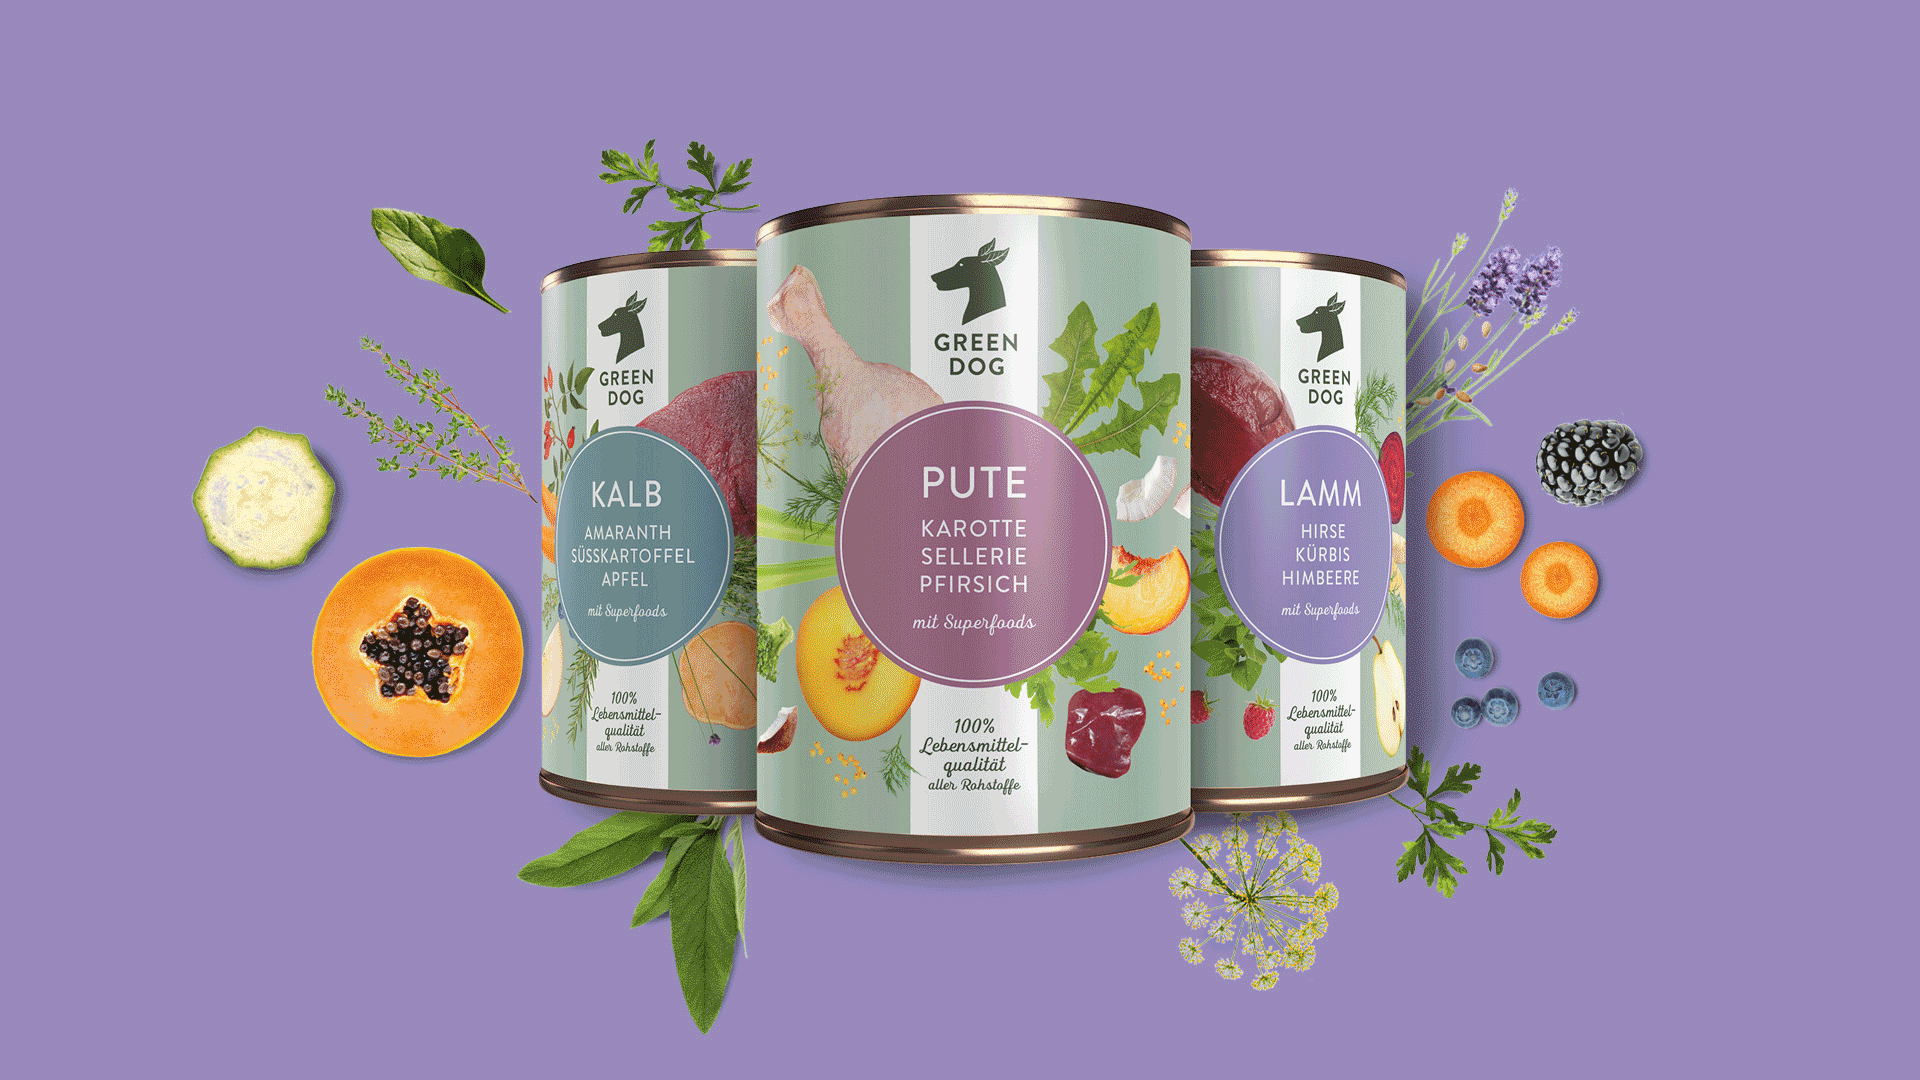 GREEN
DOG
KALB
AMARANTH
SÜSSKARTOFFEL
APFEL
mit Superfoods
100%
Lebensmittel-
qualität
aller Rohstoffe
GREEN
DOG
PUTE
KAROTTE
SELLERIE
PFIRSICH
mit Superfoods
100%
Lebensmittel-
qualität
aller Rohstoffe
GREEN
DOG
LAMM
HIRSE
KÜRBIS
HIMBEERE
mit Superfoods
100%
Lebensmittel-
qualität
aller Rohstoffe